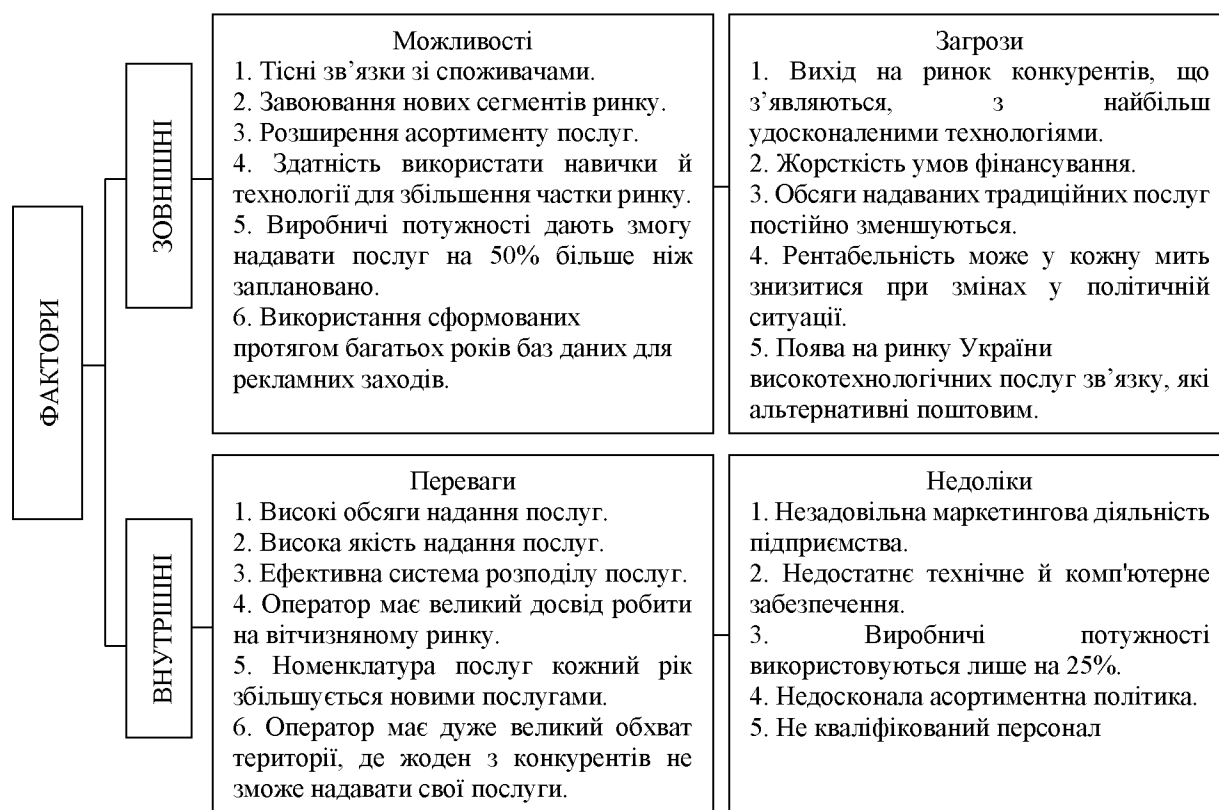 ФАКТОРИ
ЗОВНІШНІ
Можливості
1. Тісні зв’язки зі споживачами.
2. Завоювання нових сегментів ринку.
3. Розширення асортименту послуг.
4. Здатність використати навички й
технології для збільшення частки ринку.
5. Виробничі потужності дають змогу
надавати послуг на 50% більше ніж
заплановано.
6. Використання сформованих
протягом багатьох років баз даних для
рекламних заходів.
Загрози
1. Вихід на ринок конкурентів, що
з’являються, з найбільш
удосконаленими технологіями.
2. Жорсткість умов фінансування.
3. Обсяги надаваних традиційних послуг
постійно зменшуються.
4. Рентабельність може у кожну мить
знизитися при змінах у політичній
ситуації.
5. Поява на ринку України
високотехнологічних послуг зв’язку, які
альтернативні поштовим.
ВНУТРІШНІ
Переваги
1. Високі обсяги надання послуг.
2. Висока якість надання послуг.
3. Ефективна система розподілу послуг.
4. Оператор має великий досвід робити
на вітчизняному ринку.
5. Номенклатура послуг кожний рік
збільшується новими послугами.
6. Оператор має дуже великий обхват
території, де жоден з конкурентів не
зможе надавати свої послуги.
Недоліки
1. Незадовільна маркетингова діяльність
підприємства.
2. Недостатнє технічне й комп'ютерне
забезпечення.
3. Виробничі потужності
використовуються лише на 25%.
4. Недосконала асортиментна політика.
5. Не кваліфікований персонал